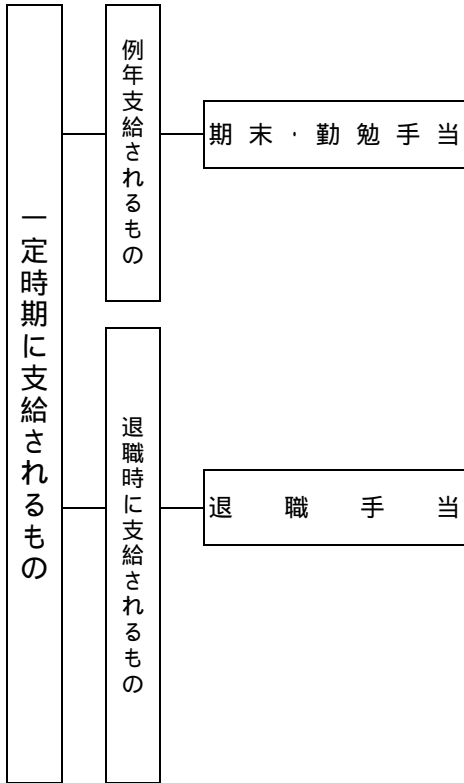 一定時期に支給されるもの
例年支給されるもの
期末・勤勉手当
退職時に支給されるもの
退職手当